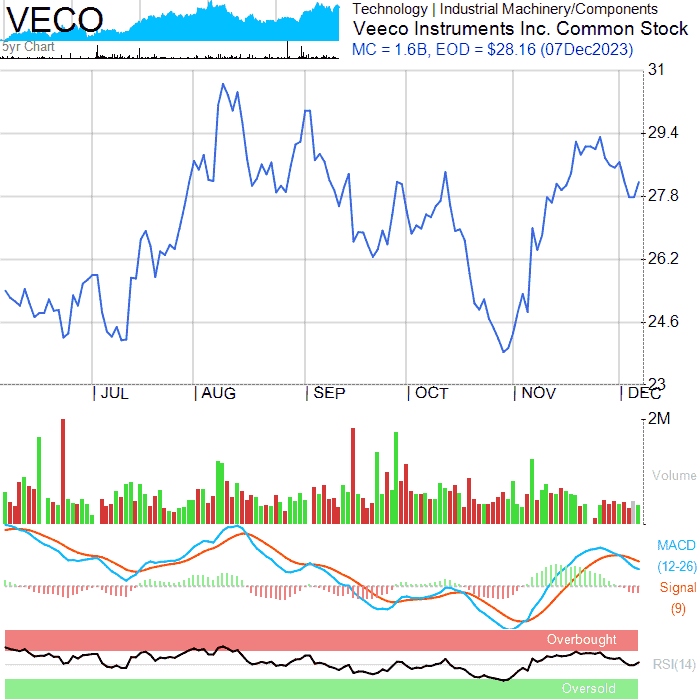 VECO
5yr Chart
Technology | Industrial Machinery/Components
Veeco Instruments Inc. Common Stock
MC = 1.6B, EOD = $28.16 (07Dec2023)
31
29.4
27.8
26.2
24.6
23
JUL AUG SEP OCT NOV DEC
2M
Volume
MACD
(12-26)
Signal
(9)
Overbought
RSI(14)
Oversold